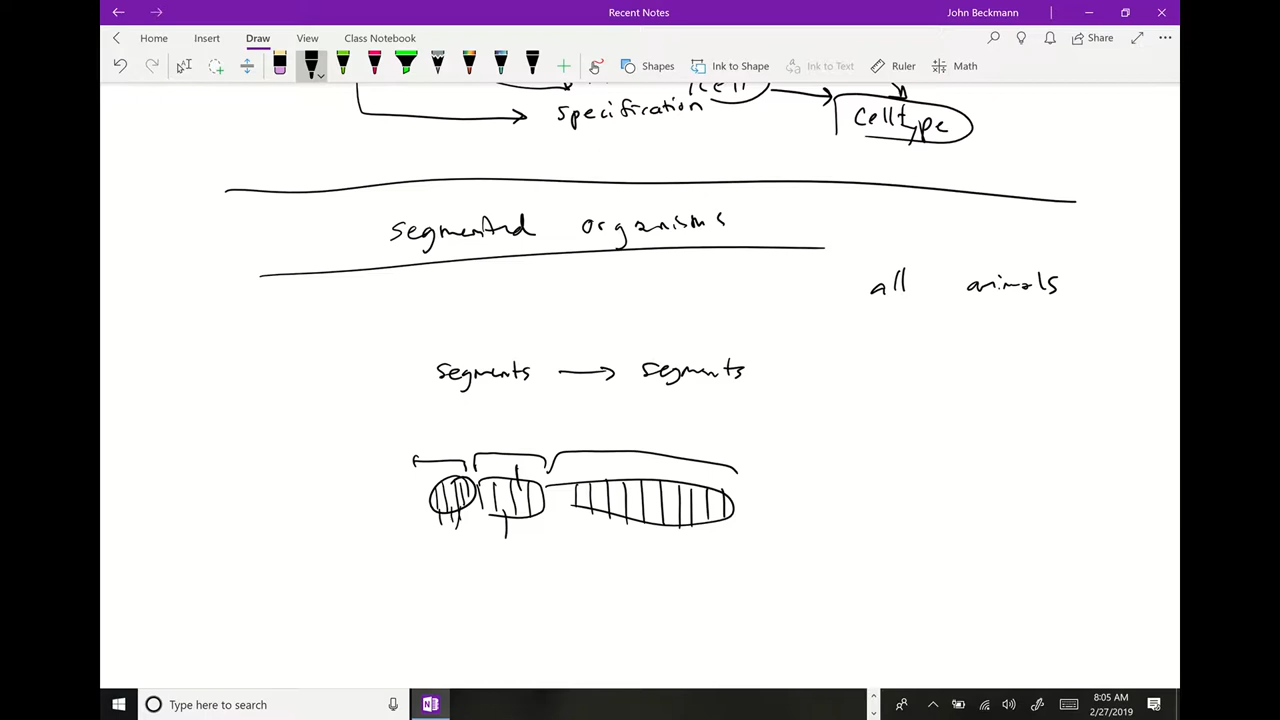 Recent Notes
John Beckmann
Home Insert Draw View Class Notebook
Share
Shapes Ink to Shape Ink to Text Ruler Math
cell
specification
celltype
segmented organisms
all animals
segments → segments
Type here to search
8:05 AM
2/27/2019